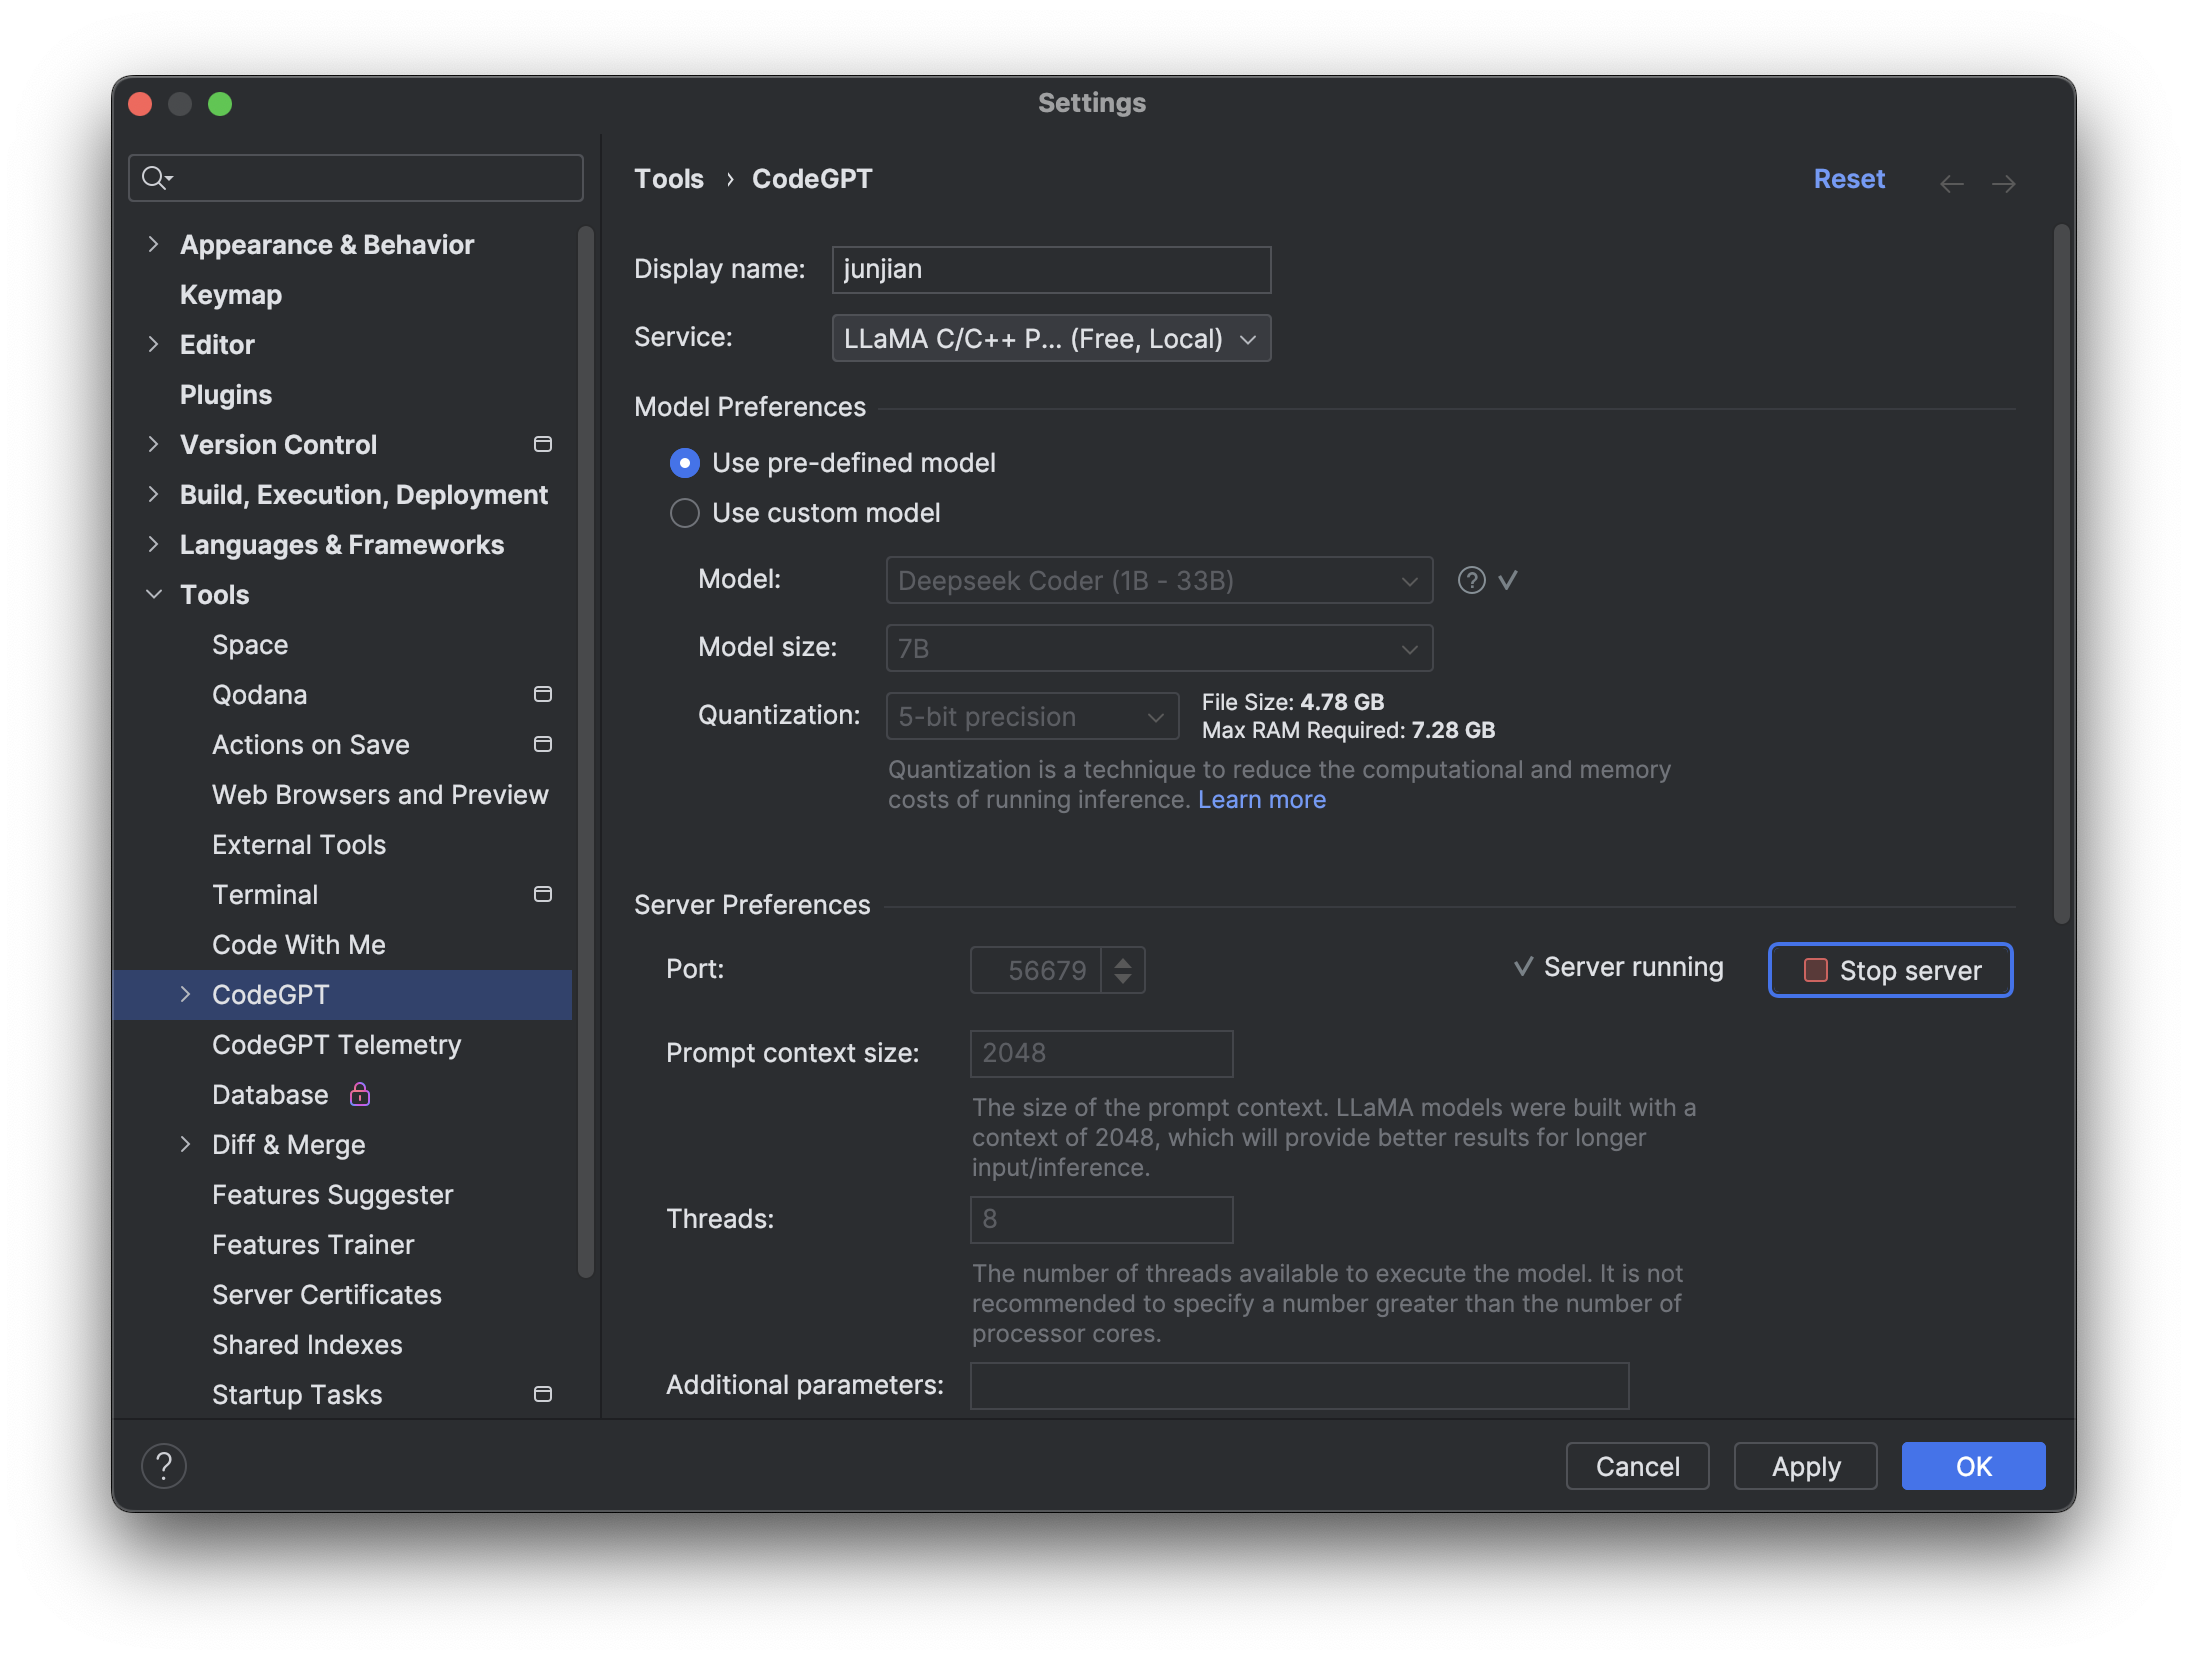 Settings
Appearance & Behavior
Keymap
Editor
Plugins
Version Control
Build, Execution, Deployment
Languages & Frameworks
Tools
Space
Qodana
Actions on Save
Web Browsers and Preview
External Tools
Terminal
Code With Me
CodeGPT
CodeGPT Telemetry
Database
Diff & Merge
Features Suggester
Features Trainer
Server Certificates
Shared Indexes
Startup Tasks
Tools › CodeGPT
Reset
Display name: junjian
Service: LLaMA C/C++ P... (Free, Local)
Model Preferences
Use pre-defined model
Use custom model
Model: Deepseek Coder (1B - 33B) ?
Model size: 7B
Quantization: 5-bit precision
File Size: 4.78 GB
Max RAM Required: 7.28 GB
Quantization is a technique to reduce the computational and memory
costs of running inference. Learn more
Server Preferences
Port: 56679 Server running Stop server
Prompt context size: 2048
The size of the prompt context. LLaMA models were built with a
context of 2048, which will provide better results for longer
input/inference.
Threads: 8
The number of threads available to execute the model. It is not
recommended to specify a number greater than the number of
processor cores.
Additional parameters:
? Cancel Apply OK